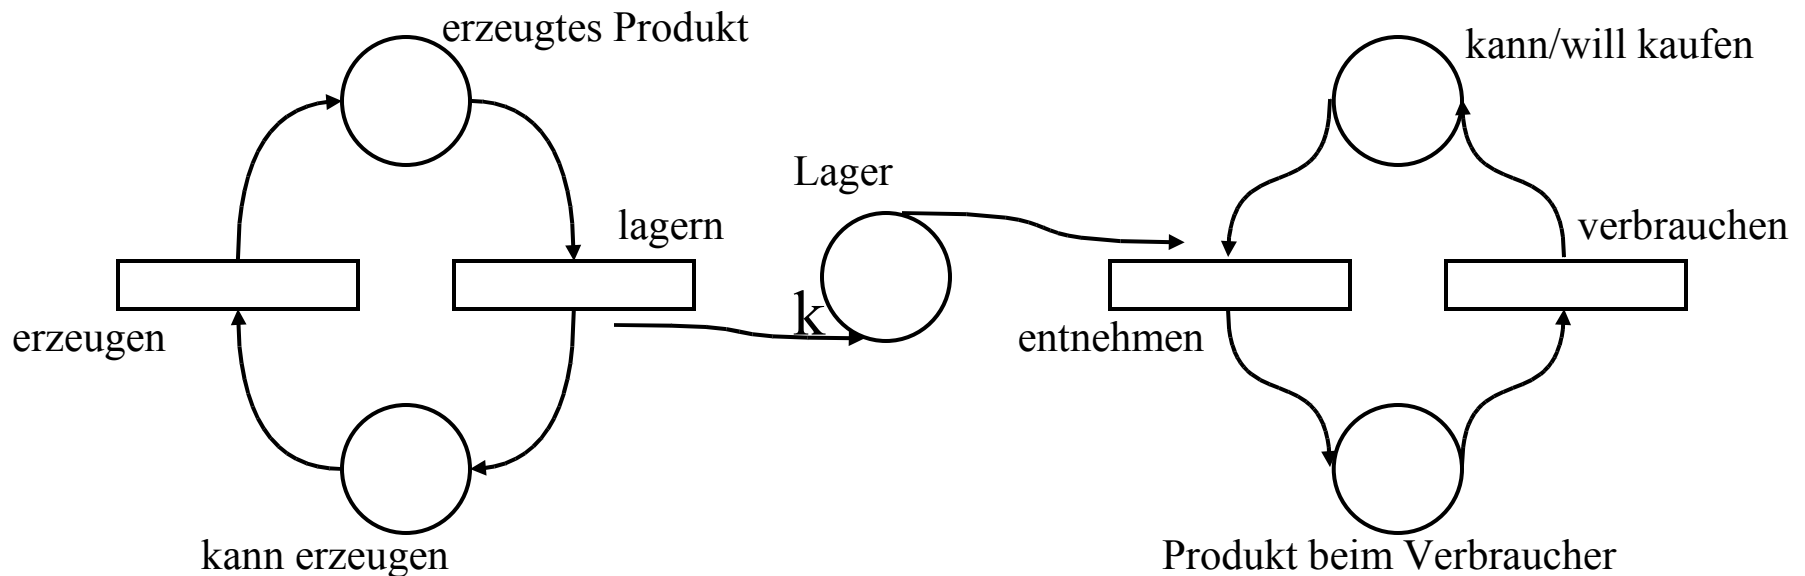 erzeugtes Produkt
kann/will kaufen
Lager
lagern
verbrauchen
k
erzeugen
entnehmen
kann erzeugen
Produkt beim Verbraucher